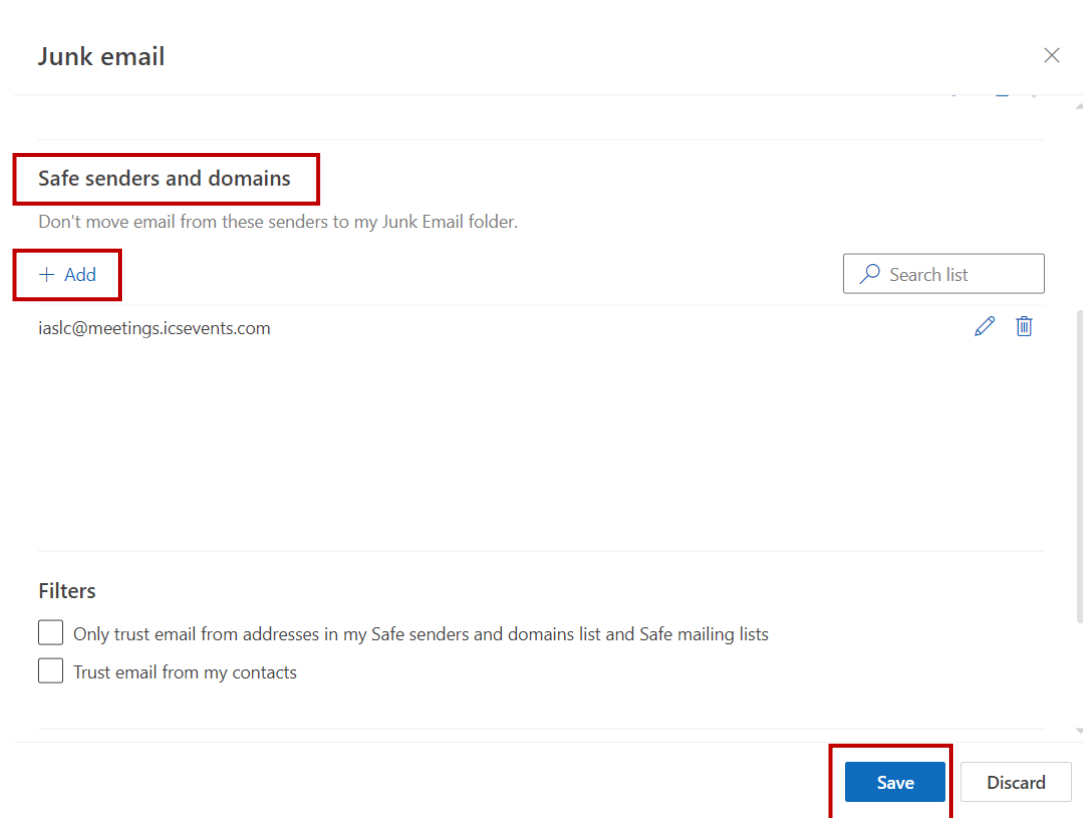 Junk email
Safe senders and domains
Don't move email from these senders to my Junk Email folder.
Add
Search list
iaslc@meetings.icsevents.com
Filters
Only trust email from addresses in my Safe senders and domains list and Safe mailing lists
Trust email from my contacts
Save
Discard